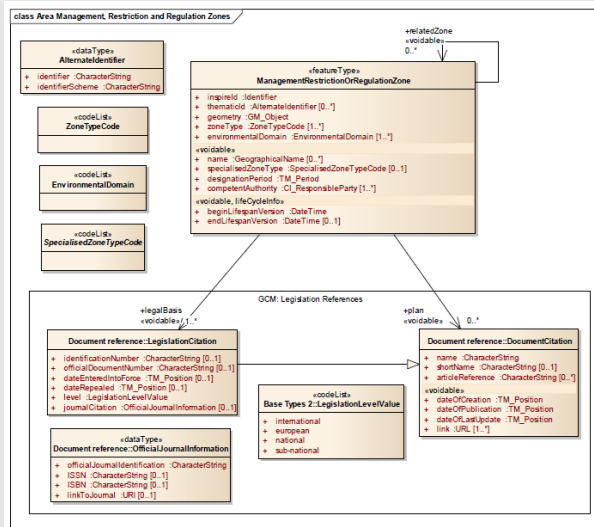 class Area Management, Restriction and Regulation Zones
«dataType»
AlternateIdentifier
+ identifier :CharacterString
+ identifierScheme :CharacterString
«codeList»
ZoneTypeCode
«codeList»
EnvironmentalDomain
«codeList»
SpecialisedZoneTypeCode
+relatedZone
«voidable»
0..*
«featureType»
ManagementRestrictionOrRegulationZone
+ inspireId :Identifier
+ thematicId :AlternateIdentifier [0..*]
+ geometry :GM_Object
+ zoneType :ZoneTypeCode [1..*]
+ environmentalDomain :EnvironmentalDomain [1..*]
«voidable»
+ name :GeographicalName [0..*]
+ specialisedZoneType :SpecialisedZoneTypeCode [0..1]
+ designationPeriod :TM_Period
+ competentAuthority :CI_ResponsibleParty [1..*]
«voidable, lifeCycleInfo»
+ beginLifespanVersion :DateTime
+ endLifespanVersion :DateTime [0..1]
GCM: Legislation References
+legalBasis
«voidable» 1..*
+plan
«voidable» 0..*
Document reference::LegislationCitation
+ identificationNumber :CharacterString [0..1]
+ officialDocumentNumber :CharacterString [0..1]
+ dateEnteredIntoForce :TM_Position [0..1]
+ dateRepealed :TM_Position [0..1]
+ level :LegislationLevelValue
+ journalCitation :OfficialJournalInformation [0..1]
Document reference::DocumentCitation
+ name :CharacterString
+ shortName :CharacterString [0..1]
+ articleReference :CharacterString [0..*]
«voidable»
+ dateOfCreation :TM_Position
+ dateOfPublication :TM_Position
+ dateOfLastUpdate :TM_Position
+ link :URL [1..*]
«codeList»
Base Types 2::LegislationLevelValue
+ international
+ european
+ national
+ sub-national
«dataType»
Document reference::OfficialJournalInformation
+ officialJournalIdentification :CharacterString
+ ISSN :CharacterString [0..1]
+ ISBN :CharacterString [0..1]
+ linkToJournal :URI [0..1]